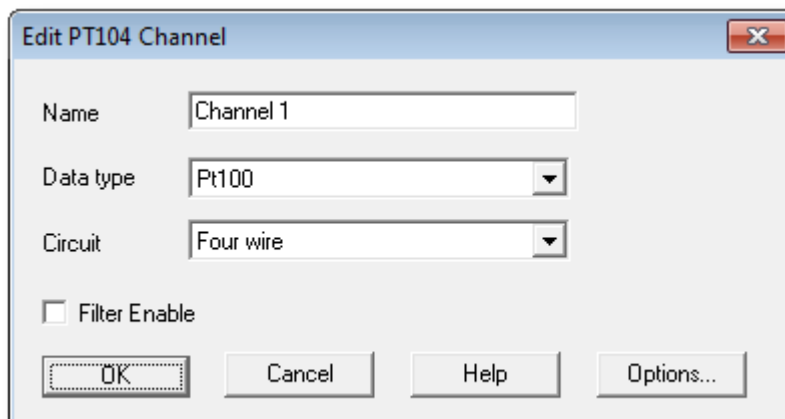 Edit PT104 Channel
Name Channel 1
Data type Pt100
Circuit Four wire
Filter Enable
OK Cancel Help Options...